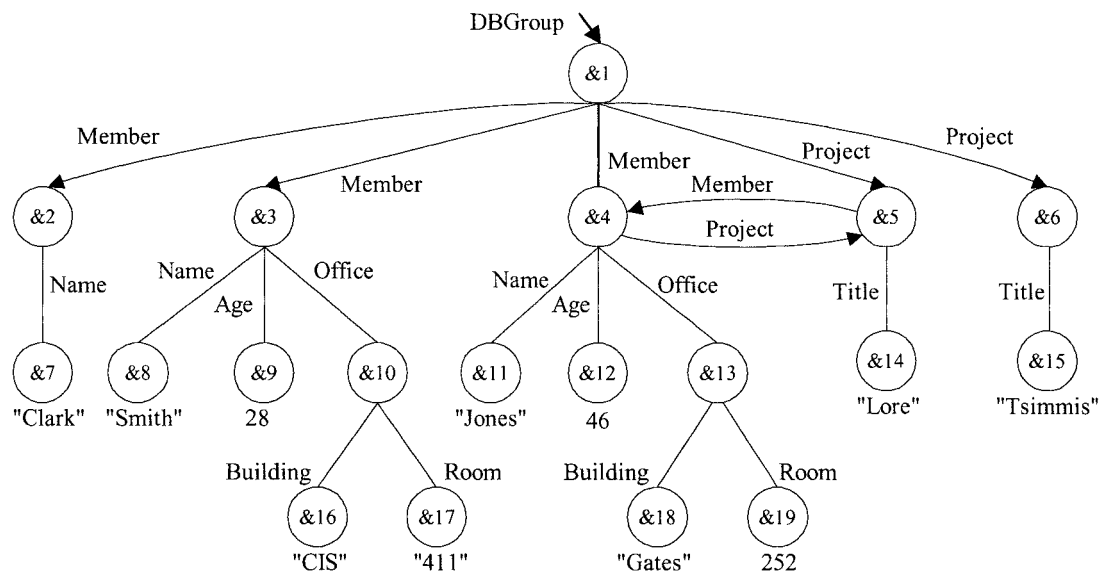 DBGroup
&1
Member
Member
Member
Project
Project
Member
Project
&2
&3
&4
&5
&6
Name
Name
Age
Office
Name
Age
Office
Title
Title
&7
&8
&9
&10
&11
&12
&13
&14
&15
"Clark"
"Smith"
28
"Jones"
46
"Lore"
"Tsimmis"
Building
Room
Building
Room
&16
&17
&18
&19
"CIS"
"411"
"Gates"
252